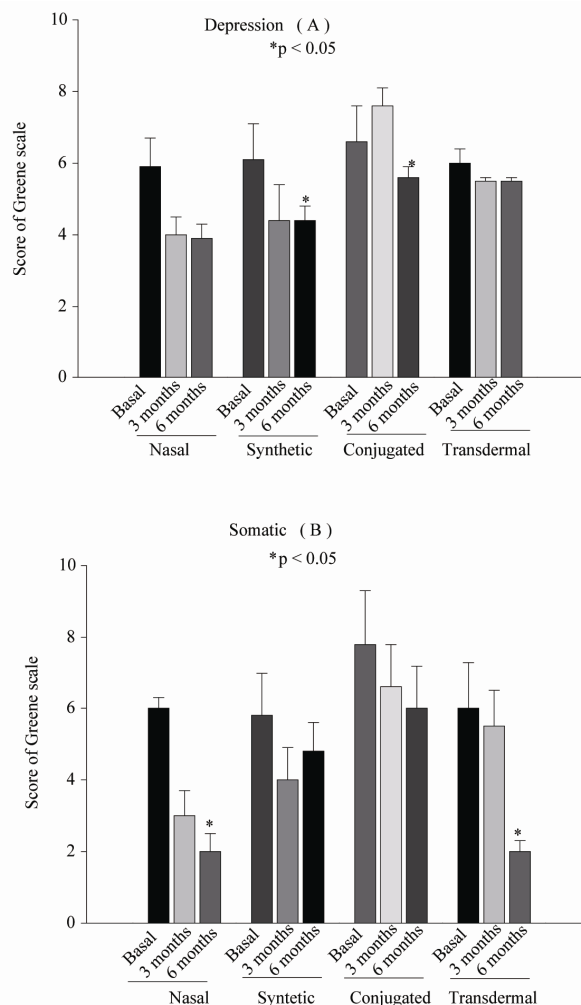 Depression ( A )
*p < 0.05
Score of Greene scale
10
8
6
4
2
0
*
*
Basal
3 months
6 months
Basal
3 months
6 months
Basal
3 months
6 months
Basal
3 months
6 months
Nasal
Synthetic
Conjugated
Transdermal
Somatic ( B )
*p < 0.05
Score of Greene scale
10
8
6
4
2
0
*
*
Basal
3 months
6 months
Basal
3 months
6 months
Basal
3 months
6 months
Basal
3 months
6 months
Nasal
Syntetic
Conjugated
Transdermal